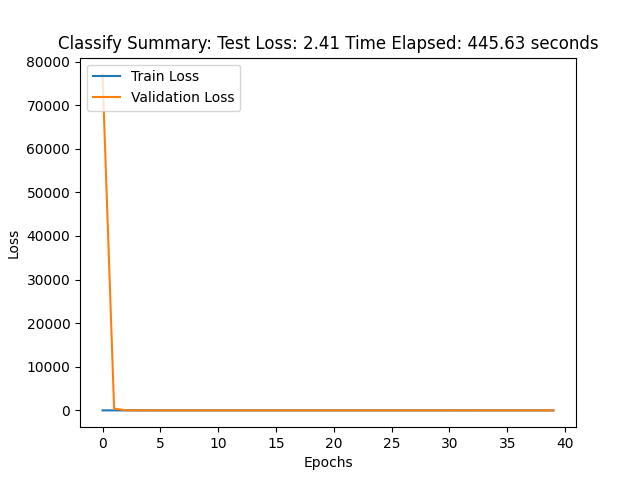 Classify Summary: Test Loss: 2.41 Time Elapsed: 445.63 seconds
Train Loss
Validation Loss
80000
70000
60000
50000
40000
30000
20000
10000
0
Loss
0 5 10 15 20 25 30 35 40
Epochs